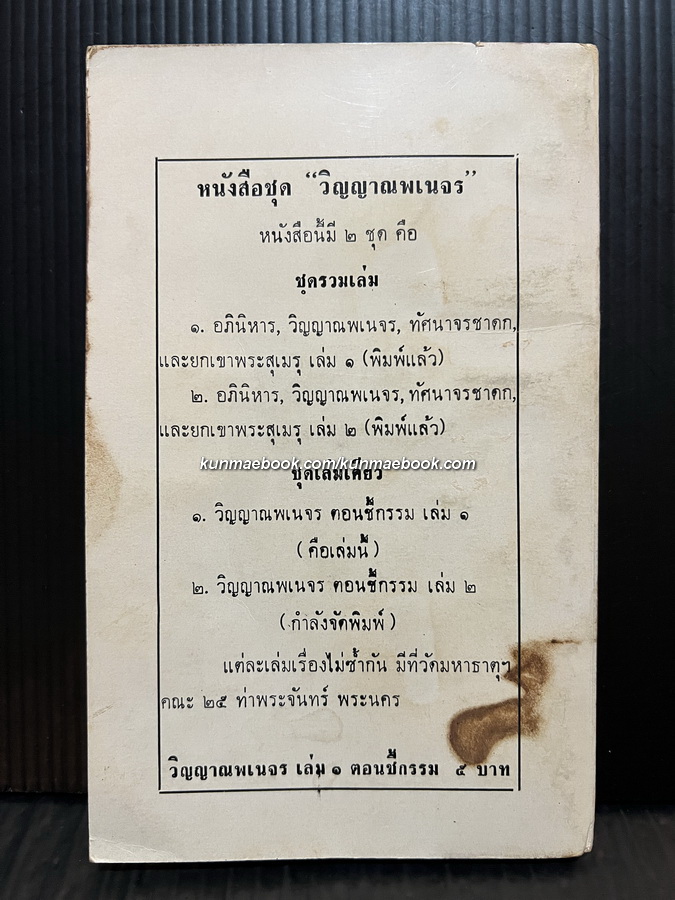 หนังสือชุด “วิญญาณพเนจร”
หนังสือนี้มี ๒ ชุด คือ
ชุดรวมเล่ม
๑. อภินิหาร, วิญญาณพเนจร, ทัศนาจรชาดก,
และยกเขาพระสุเมรุ เล่ม ๑ (พิมพ์แล้ว)
๒. อภินิหาร, วิญญาณพเนจร, ทัศนาจรชาดก,
และยกเขาพระสุเมรุ เล่ม ๒ (พิมพ์แล้ว)
kunmaebook.com/kunmaebook.com
ชุดเล่มเดียว
๑. วิญญาณพเนจร ตอนชี้กรรม เล่ม ๑
(คือเล่มนี้)
๒. วิญญาณพเนจร ตอนชี้กรรม เล่ม ๒
(กำลังจัดพิมพ์)
แต่ละเล่มเรื่องไม่ซ้ำกัน มีที่วัดมหาธาตุฯ
คณะ ๒๕ ท่าพระจันทร์ พระนคร
วิญญาณพเนจร เล่ม ๑ ตอนชี้กรรม ๕ บาท